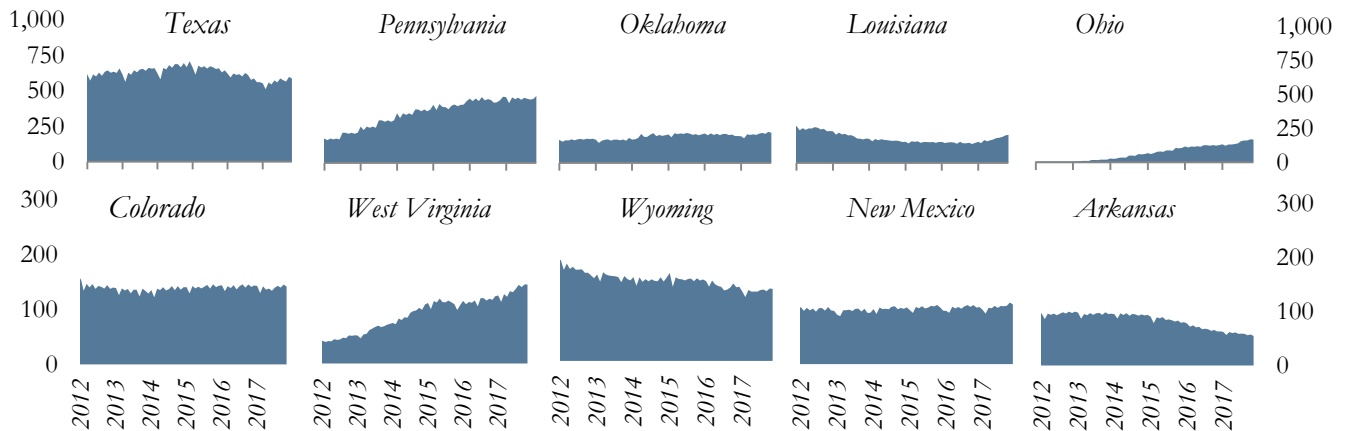 1,000 Texas Pennsylvania Oklahoma Louisiana Ohio 1,000
750 750
500 500
250 250
0 0
300 Colorado West Virginia Wyoming New Mexico Arkansas 300
200 200
100 100
0 0
2012 2013 2014 2015 2016 2017 2012 2013 2014 2015 2016 2017 2012 2013 2014 2015 2016 2017 2012 2013 2014 2015 2016 2017 2012 2013 2014 2015 2016 2017